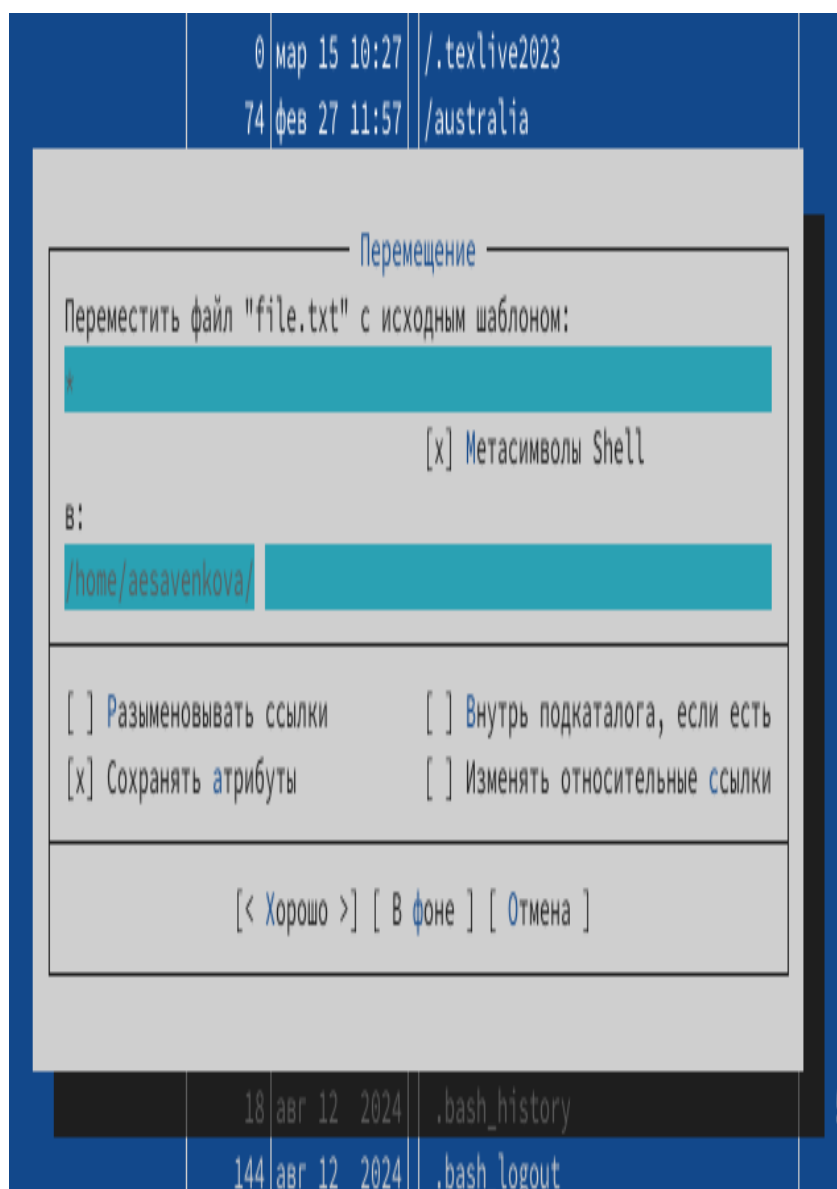 0 мар 15 10:27 /.texlive2023
74 фев 27 11:57 /australia
Перемещение
Переместить файл "file.txt" с исходным шаблоном:
*
[x] Метасимволы Shell
в:
/home/aesavenkova/
[ ] Разыменовывать ссылки [ ] Внутрь подкаталога, если есть
[x] Сохранять атрибуты [ ] Изменять относительные ссылки
[< Хорошо >] [ В фоне ] [ Отмена ]
18 авг 12 2024 .bash_history
144 авг 12 2024 .bash_logout